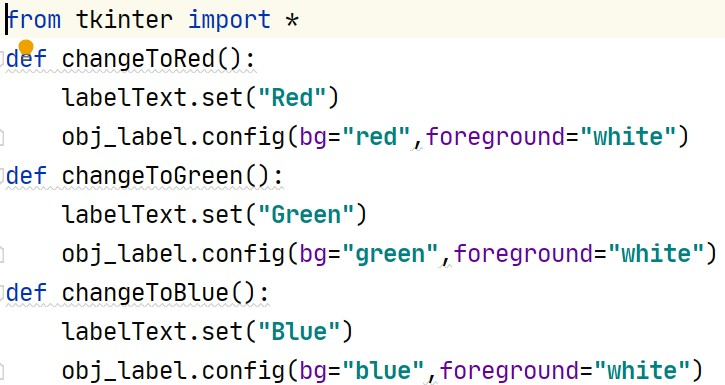 from tkinter import *
def changeToRed():
    labelText.set("Red")
    obj_label.config(bg="red",foreground="white")
def changeToGreen():
    labelText.set("Green")
    obj_label.config(bg="green",foreground="white")
def changeToBlue():
    labelText.set("Blue")
    obj_label.config(bg="blue",foreground="white")